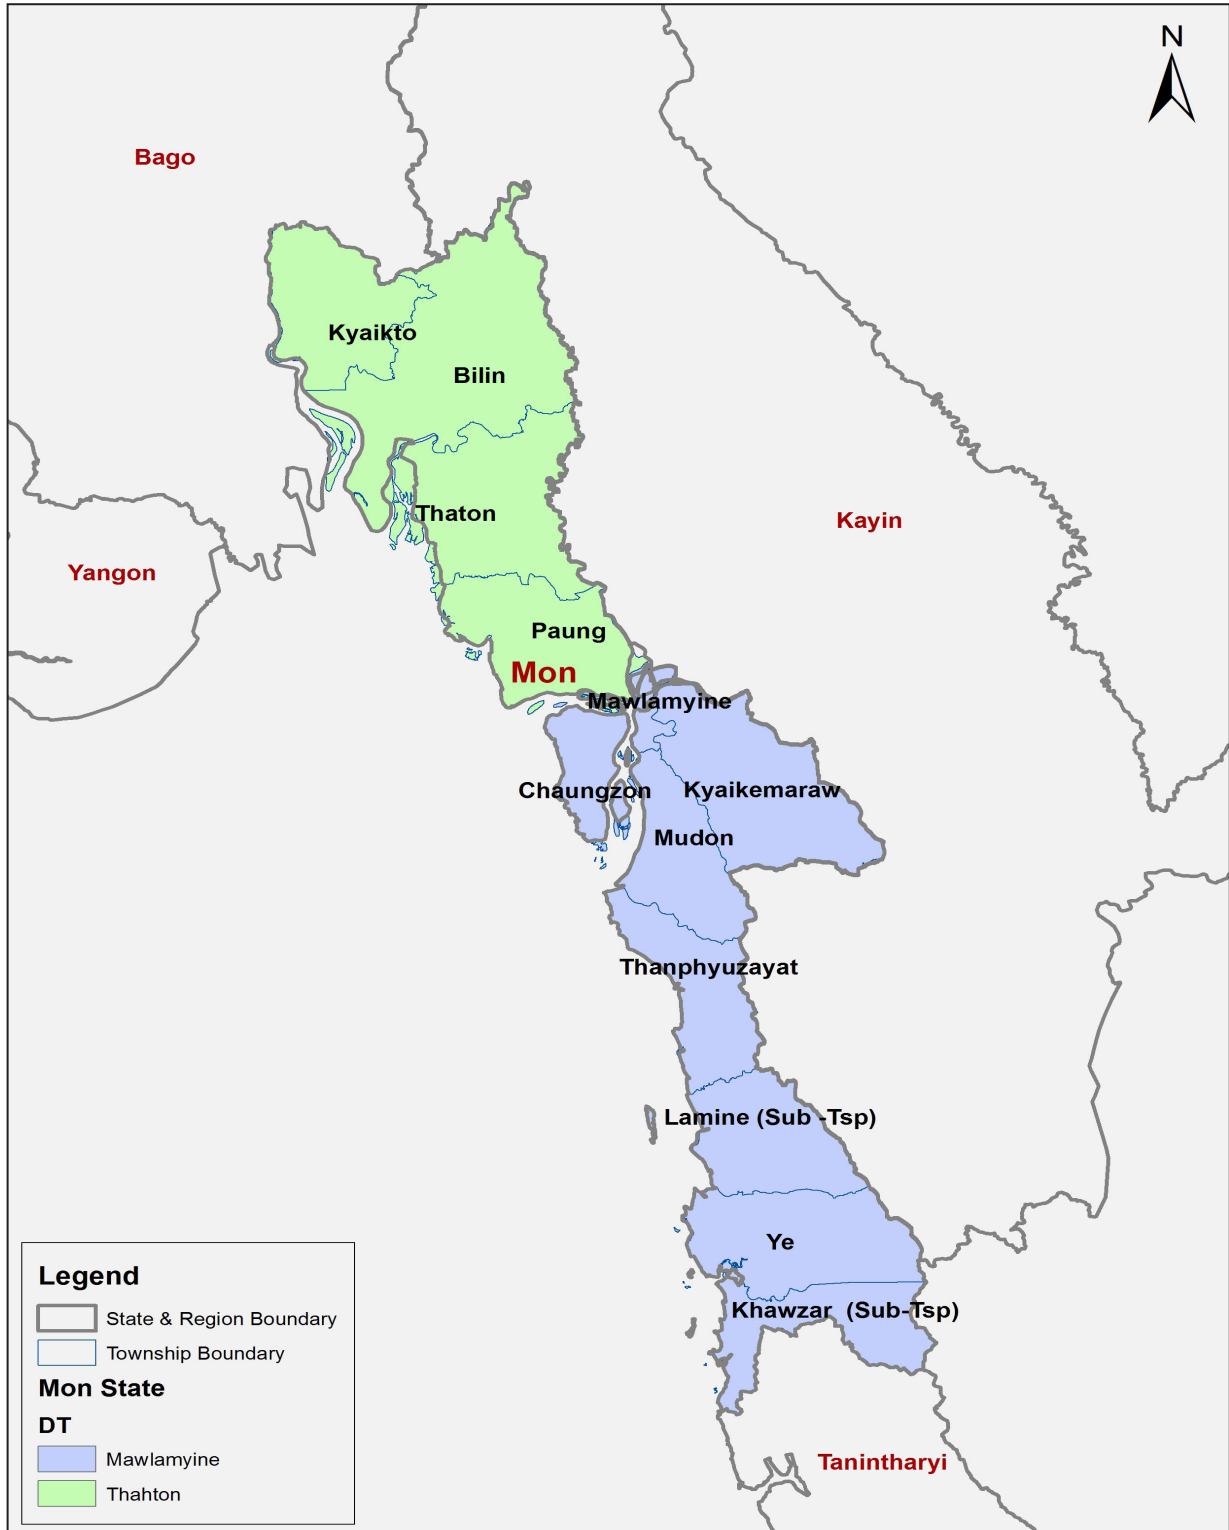 N
Bago
Kyaikto
Bilin
Thaton
Kayin
Yangon
Paung
Mon
Mawlamyine
Chaungzon
Kyaikemaraw
Mudon
Thanphyuzayat
Lamine (Sub -Tsp)
Ye
Khawzar (Sub-Tsp)
Tanintharyi
Legend
State & Region Boundary
Township Boundary
Mon State
DT
Mawlamyine
Thahton